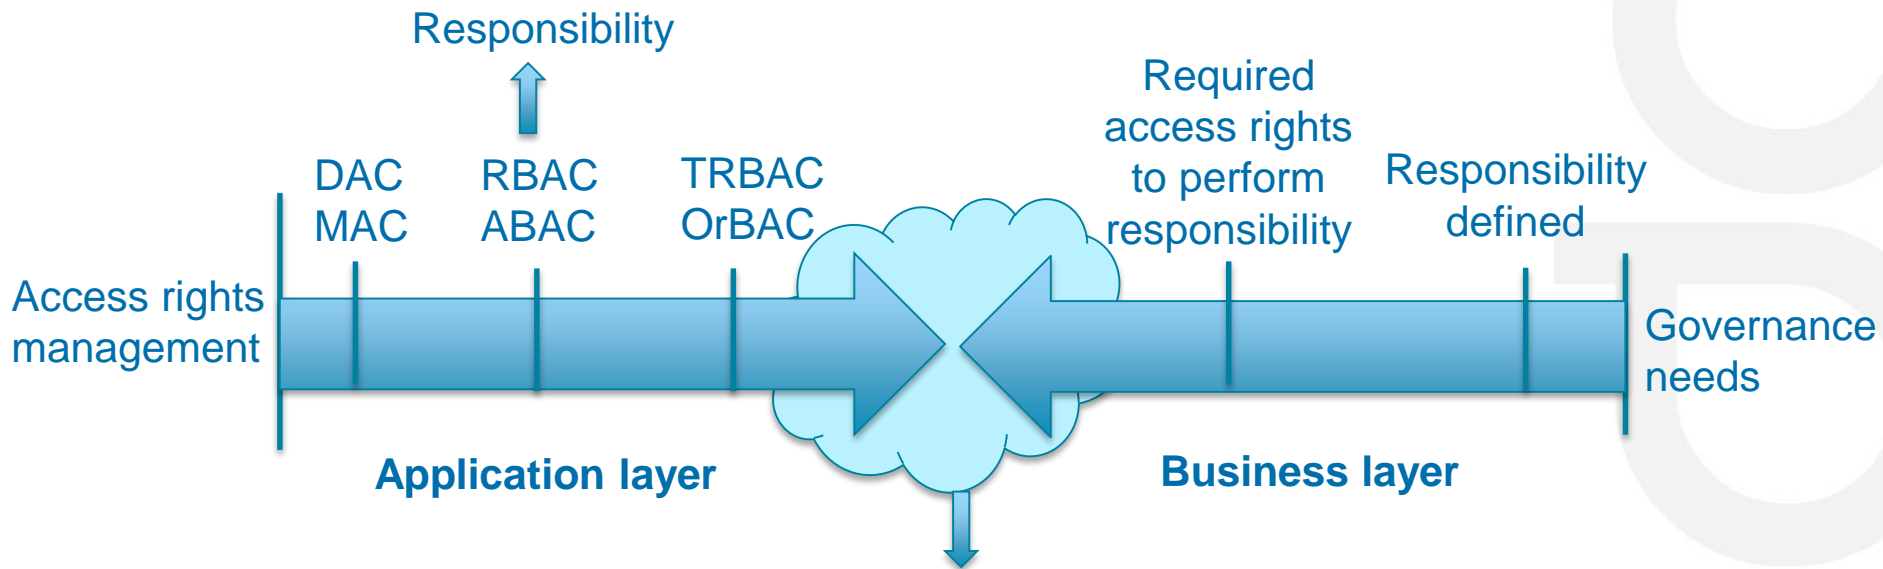 Responsibility
Required
access rights
to perform
responsibility
Responsibility
defined
DAC
MAC
RBAC
ABAC
TRBAC
OrBAC
Access rights
management
Governance
needs
Application layer
Business layer